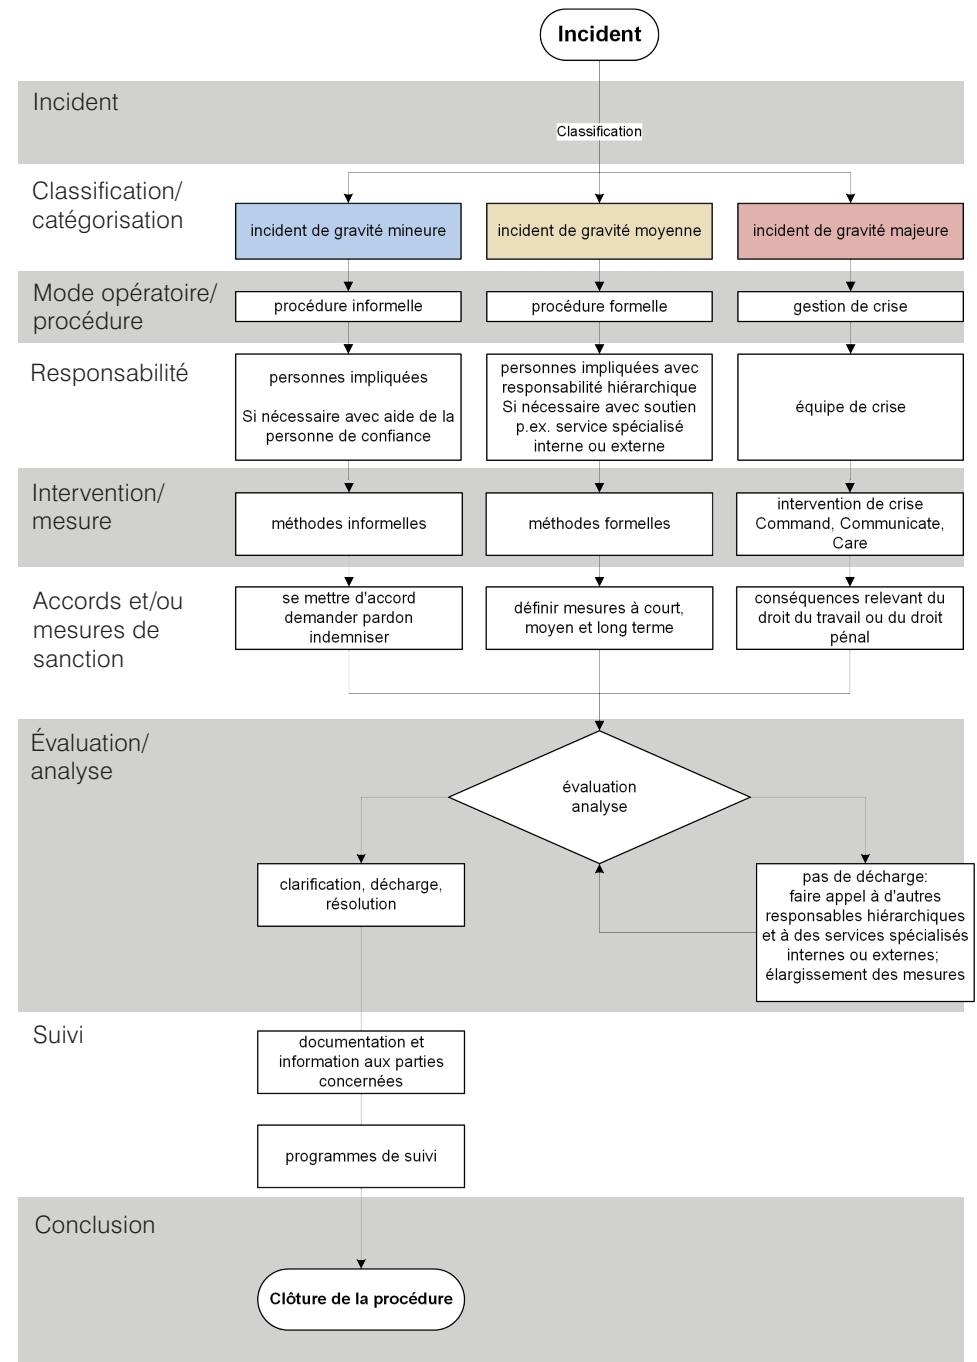 Incident
Incident
Classification
Classification/
catégorisation
incident de gravité mineure
incident de gravité moyenne
incident de gravité majeure
Mode opératoire/
procédure
procédure informelle
procédure formelle
gestion de crise
Responsabilité
personnes impliquées
Si nécessaire avec aide de la
personne de confiance
personnes impliquées avec
responsabilité hiérarchique
Si nécessaire avec soutien
p.ex. service spécialisé
interne ou externe
équipe de crise
Intervention/
mesure
méthodes informelles
méthodes formelles
intervention de crise
Command, Communicate,
Care
Accords et/ou
mesures de
sanction
se mettre d'accord
demander pardon
indemniser
définir mesures à court,
moyen et long terme
conséquences relevant du
droit du travail ou du droit
pénal
Évaluation/
analyse
évaluation
analyse
clarification, décharge,
résolution
pas de décharge:
faire appel à d'autres
responsables hiérarchiques
et à des services spécialisés
internes ou externes;
élargissement des mesures
Suivi
documentation et
information aux parties
concernées
programmes de suivi
Conclusion
Clôture de la procédure